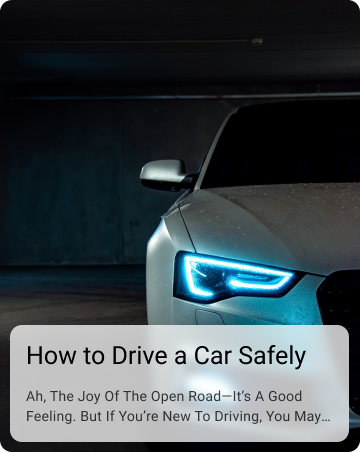 How to Drive a Car Safely
Ah, The Joy Of The Open Road—It’s A Good
Feeling. But If You’re New To Driving, You May...